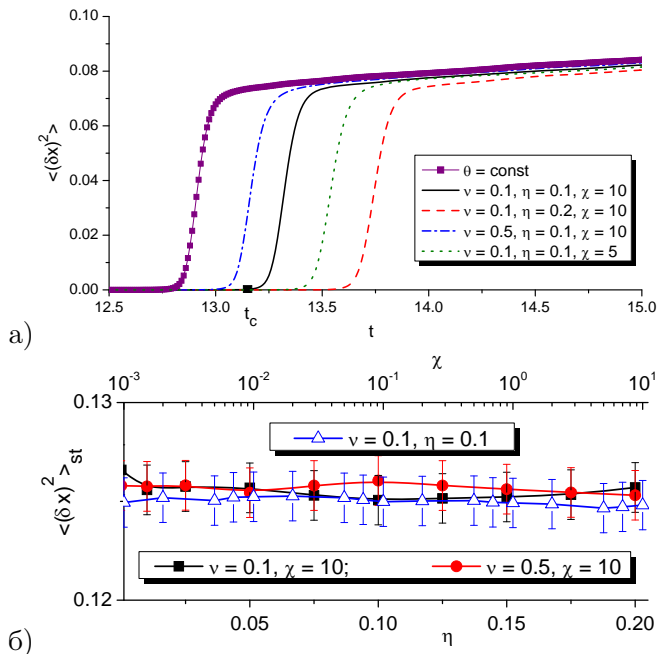 0.10
0.08
0.06
0.04
0.02
0.00
<(δx)²>
θ = const
ν = 0.1, η = 0.1, χ = 10
ν = 0.1, η = 0.2, χ = 10
ν = 0.5, η = 0.1, χ = 10
ν = 0.1, η = 0.1, χ = 5
12.5 13.0 13.5 14.0 14.5 15.0
t_c t
а)
χ
10⁻³ 10⁻² 10⁻¹ 10⁰ 10¹
0.13
0.12
<(δx)²>st
ν = 0.1, η = 0.1
ν = 0.1, χ = 10; ν = 0.5, χ = 10
0.05 0.10 0.15 0.20
η
б)